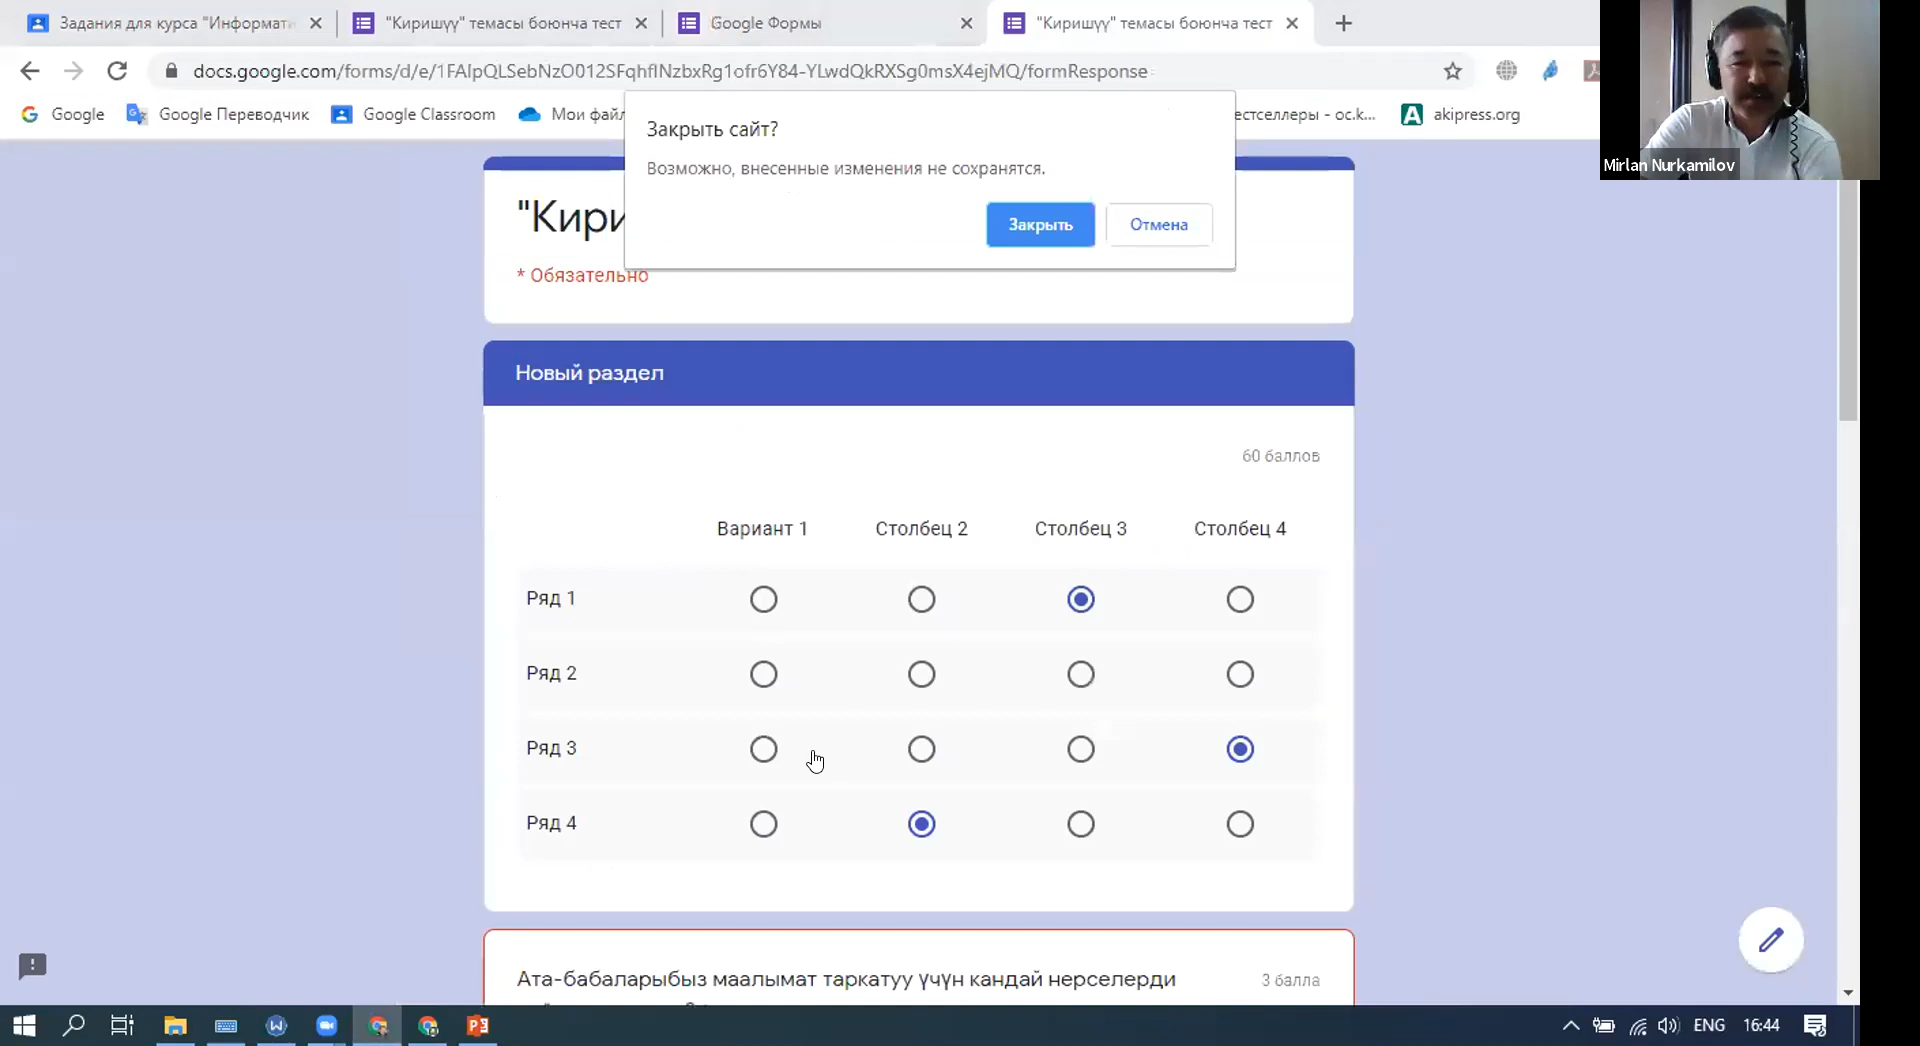 Задания для курса "Информати
"Киришүү" темасы боюнча тест
Google Формы
"Киришүү" темасы боюнча тест
docs.google.com/forms/d/e/1FAIpQLSebNzO012SFqhfINzbxRg1ofr6Y84-YLwdQkRXSg0msX4ejMQ/formResponse
Google
Google Переводчик
Google Classroom
Мои файл
естселлеры - oc.k...
akipress.org
Mirlan Nurkamilov
Закрыть сайт?
Возможно, внесенные изменения не сохранятся.
Закрыть
Отмена
"Кири
* Обязательно
Новый раздел
60 баллов
Вариант 1 Столбец 2 Столбец 3 Столбец 4
Ряд 1
Ряд 2
Ряд 3
Ряд 4
Ата-бабаларыбыз маалымат таркатуу үчүн кандай нерселерди
3 балла
ENG
16:44